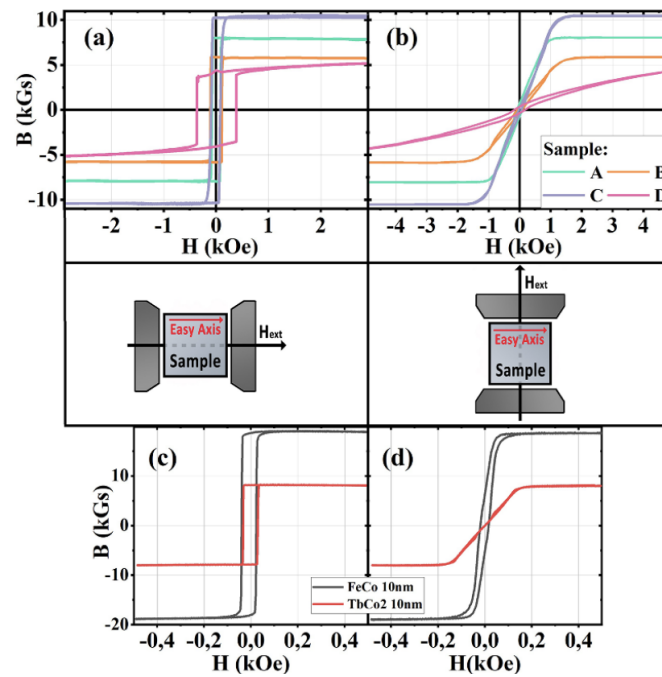 (a)
(b)
B (kGs)
10
5
0
-5
-10
-2 -1 0 1 2
H (kOe)
-4 -3 -2 -1 0 1 2 3 4
H (kOe)
Sample:
A B
C D
Easy Axis
Hext
Sample
Hext
Easy Axis
Sample
(c)
(d)
B (kGs)
10
0
-10
-20
FeCo 10nm
TbCo2 10nm
-0,4 -0,2 0,0 0,2 0,4
H (kOe)
-0,4 -0,2 0,0 0,2 0,4
H(kOe)